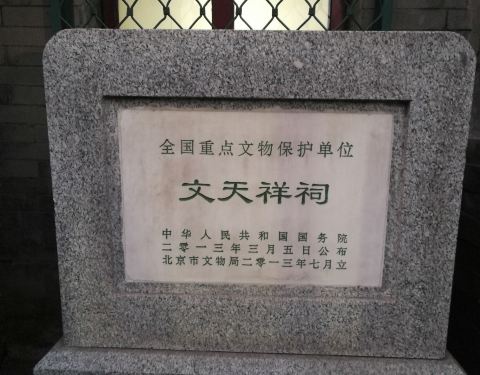 全国重点文物保护单位
文天祥祠
中华人民共和国国务院
二零一三年三月五日公布
北京市文物局二零一三年七月立